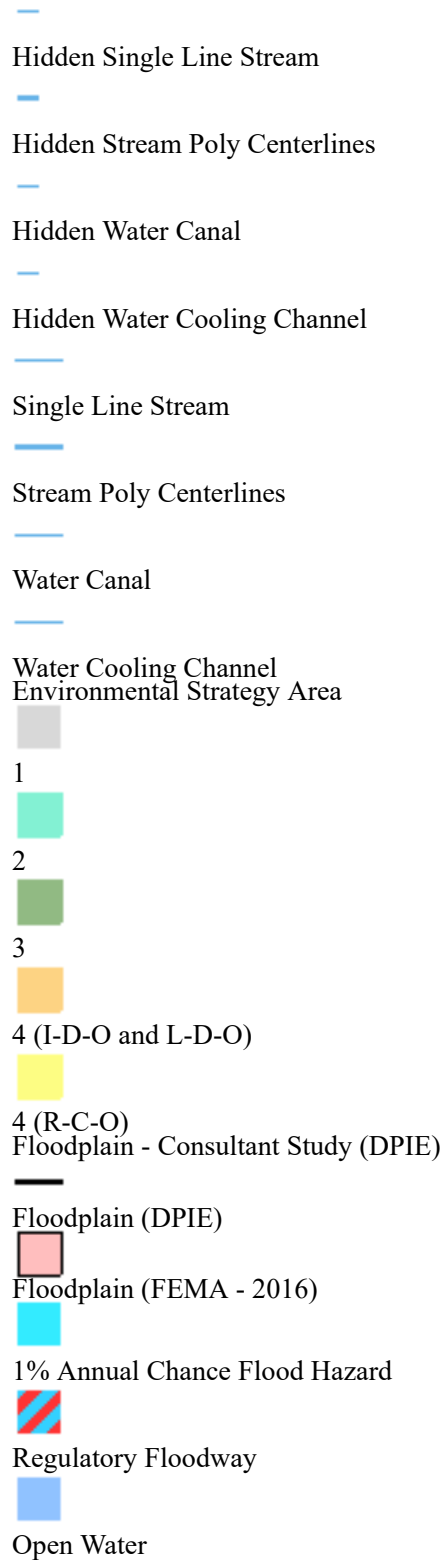 Hidden Single Line Stream
Hidden Stream Poly Centerlines
Hidden Water Canal
Hidden Water Cooling Channel
Single Line Stream
Stream Poly Centerlines
Water Canal
Water Cooling Channel
Environmental Strategy Area
1
2
3
4 (I-D-O and L-D-O)
4 (R-C-O)
Floodplain - Consultant Study (DPIE)
Floodplain (DPIE)
Floodplain (FEMA - 2016)
1% Annual Chance Flood Hazard
Regulatory Floodway
Open Water